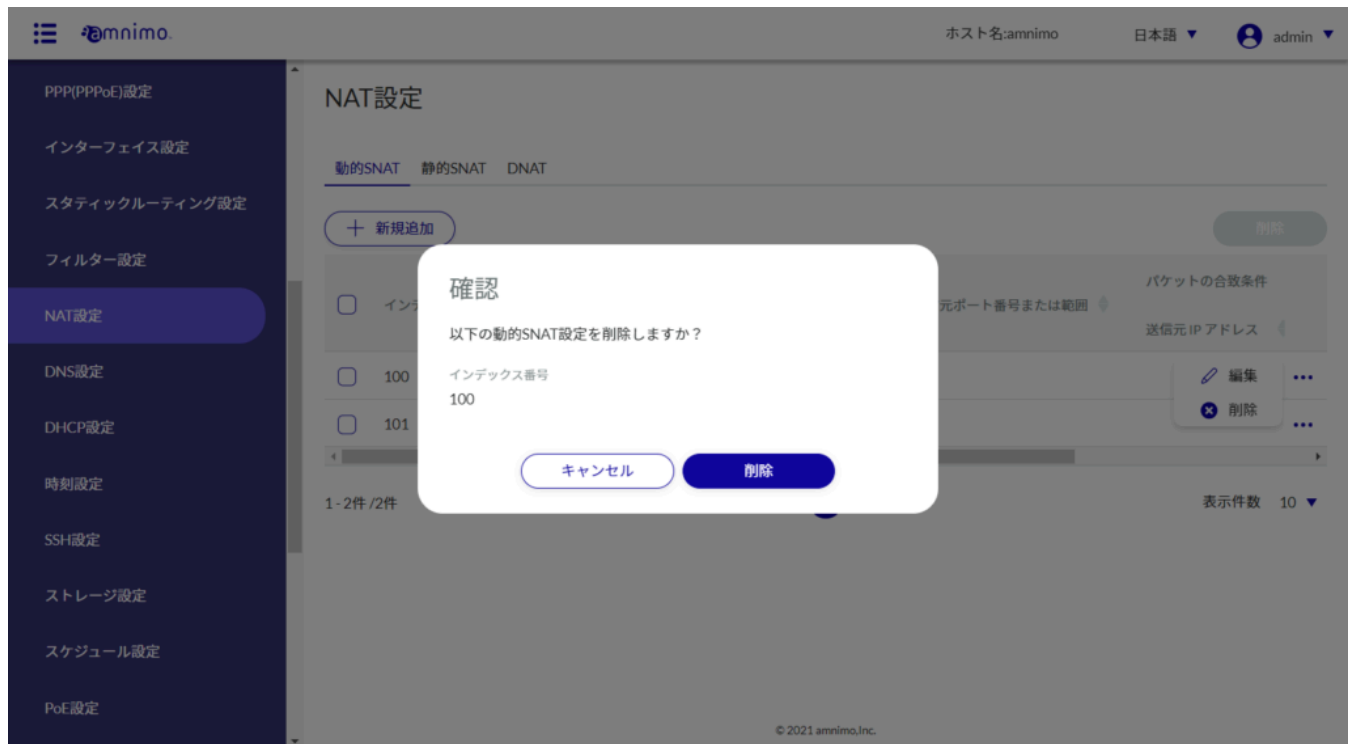 amnimo.
ホスト名:amnimo
日本語
admin
PPP(PPPoE)設定
インターフェイス設定
スタティックルーティング設定
フィルター設定
NAT設定
DNS設定
DHCP設定
時刻設定
SSH設定
ストレージ設定
スケジュール設定
PoE設定
NAT設定
動的SNAT 静的SNAT DNAT
新規追加
削除
パケットの合致条件
元ポート番号または範囲
送信元 IP アドレス
100
編集
削除
101
確認
以下の動的SNAT設定を削除しますか？
インデックス番号
100
キャンセル
削除
1 - 2件 /2件
表示件数 10
© 2021 amnimo,Inc.